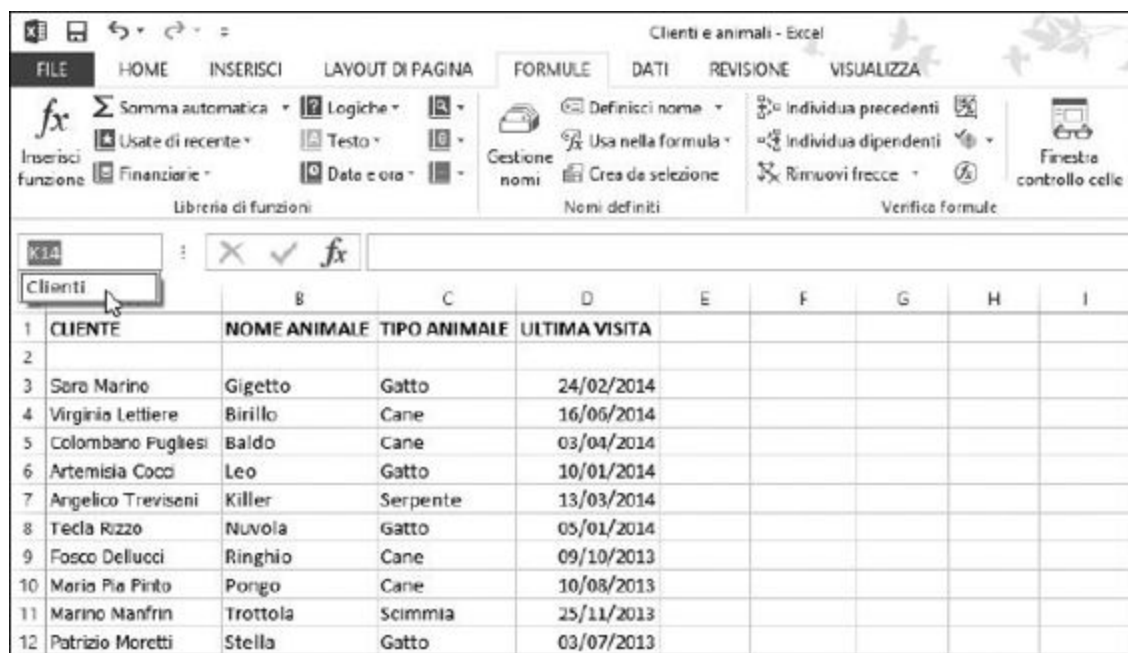 Clienti e animali - Excel
FILE HOME INSERISCI LAYOUT DI PAGINA FORMULE DATI REVISIONE VISUALIZZA
fx Inserisci funzione
Σ Somma automatica
Usate di recente
Finanziarie
Logiche
Testo
Data e ora
Libreria di funzioni
Gestione nomi
Definisci nome
Usa nella formula
Crea da selezione
Nomi definiti
Individua precedenti
Individua dipendenti
Rimuovi frecce
Verifica formule
Finestra controllo celle
K14 fx
Clienti
B C D E F G H I
1 CLIENTE NOME ANIMALE TIPO ANIMALE ULTIMA VISITA
2
3 Sara Marino Gigetto Gatto 24/02/2014
4 Virginia Lettiere Birillo Cane 16/06/2014
5 Colombano Pugliesi Baldo Cane 03/04/2014
6 Artemisia Cocci Leo Gatto 10/01/2014
7 Angelico Trevisani Killer Serpente 13/03/2014
8 Tecla Rizzo Nuvola Gatto 05/01/2014
9 Fosco Dellucci Ringhio Cane 09/10/2013
10 Maria Pia Pinto Pongo Cane 10/08/2013
11 Marino Manfrin Trottola Scimmia 25/11/2013
12 Patrizio Moretti Stella Gatto 03/07/2013